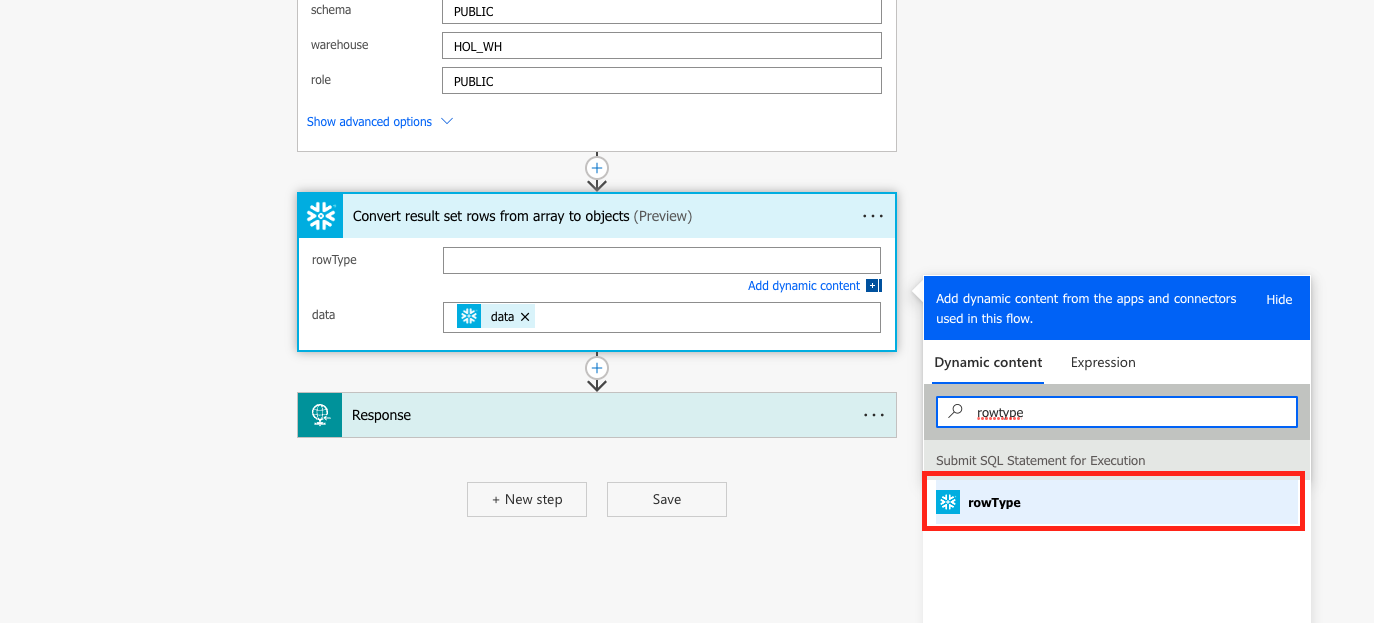 schema
PUBLIC
warehouse
HOL_WH
role
PUBLIC
Show advanced options
Convert result set rows from array to objects (Preview)
rowType
Add dynamic content
data
data
Response
+ New step
Save
Add dynamic content from the apps and connectors
used in this flow.
Hide
Dynamic content
Expression
rowtype
Submit SQL Statement for Execution
rowType